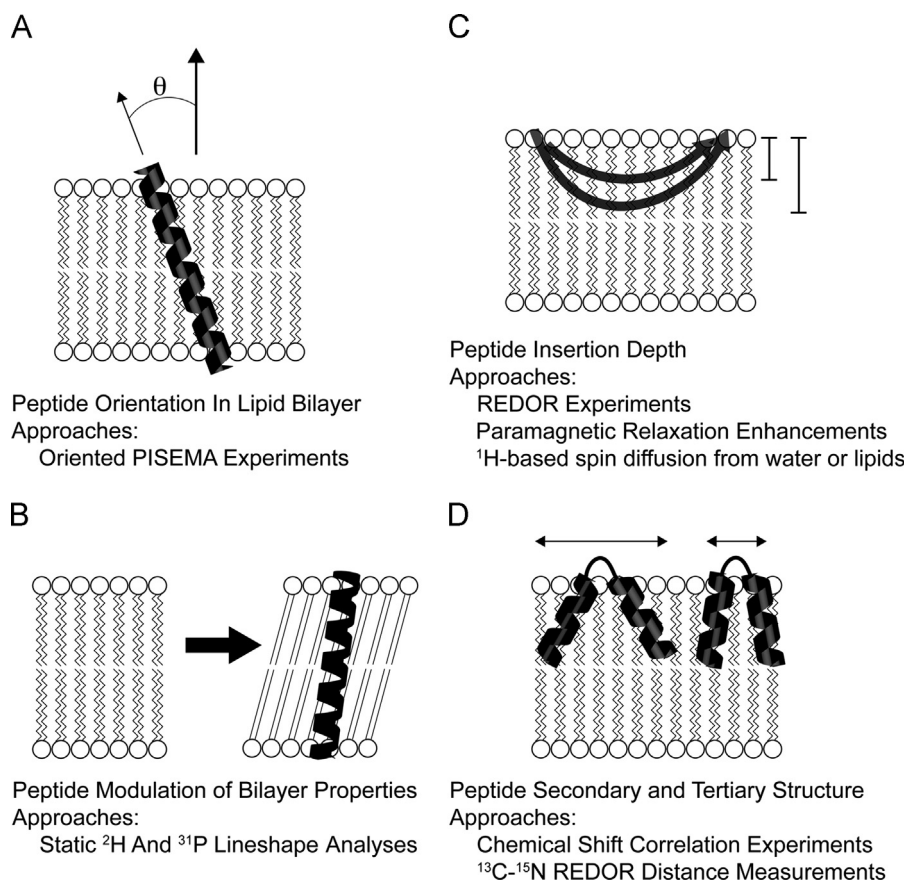 A
θ
Peptide Orientation In Lipid Bilayer
Approaches:
Oriented PISEMA Experiments
B
Peptide Modulation of Bilayer Properties
Approaches:
Static ²H And ³¹P Lineshape Analyses
C
Peptide Insertion Depth
Approaches:
REDOR Experiments
Paramagnetic Relaxation Enhancements
¹H-based spin diffusion from water or lipids
D
Peptide Secondary and Tertiary Structure
Approaches:
Chemical Shift Correlation Experiments
¹³C-¹⁵N REDOR Distance Measurements